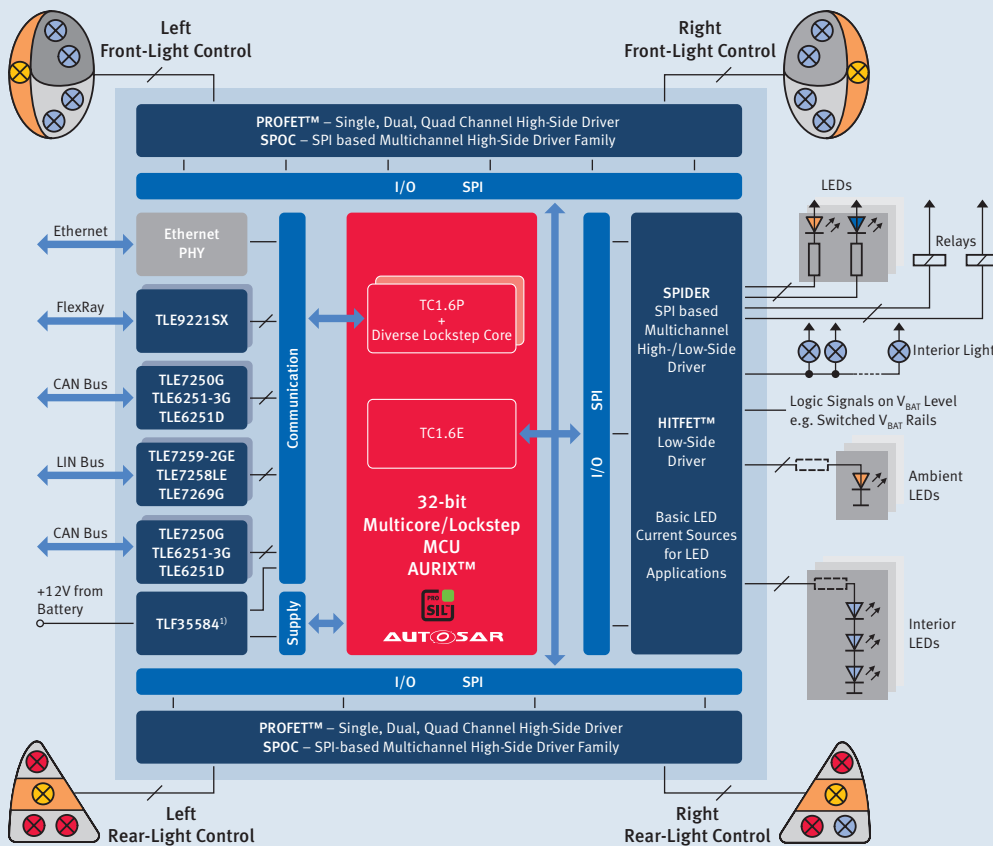 Left
Front-Light Control
Right
Front-Light Control
PROFET™ – Single, Dual, Quad Channel High-Side Driver
SPOC – SPI based Multichannel High-Side Driver Family
I/O SPI
Ethernet
Ethernet
PHY
FlexRay
TLE9221SX
CAN Bus
TLE7250G
TLE6251-3G
TLE6251D
LIN Bus
TLE7259-2GE
TLE7258LE
TLE7269G
CAN Bus
TLE7250G
TLE6251-3G
TLE6251D
+12V from
Battery
TLF35584¹⁾
Communication
Supply
TC1.6P
+
Diverse Lockstep Core
TC1.6E
32-bit
Multicore/Lockstep
MCU
AURIX™
PRO
SIL
AUTOSAR
I/O SPI
SPIDER
SPI based
Multichannel
High-/Low-Side
Driver
HITFET™
Low-Side
Driver
Basic LED
Current Sources
for LED
Applications
LEDs
Relays
Interior Light
Logic Signals on V_BAT Level
e.g. Switched V_BAT Rails
Ambient
LEDs
Interior
LEDs
I/O SPI
PROFET™ – Single, Dual, Quad Channel High-Side Driver
SPOC – SPI-based Multichannel High-Side Driver Family
Left
Rear-Light Control
Right
Rear-Light Control